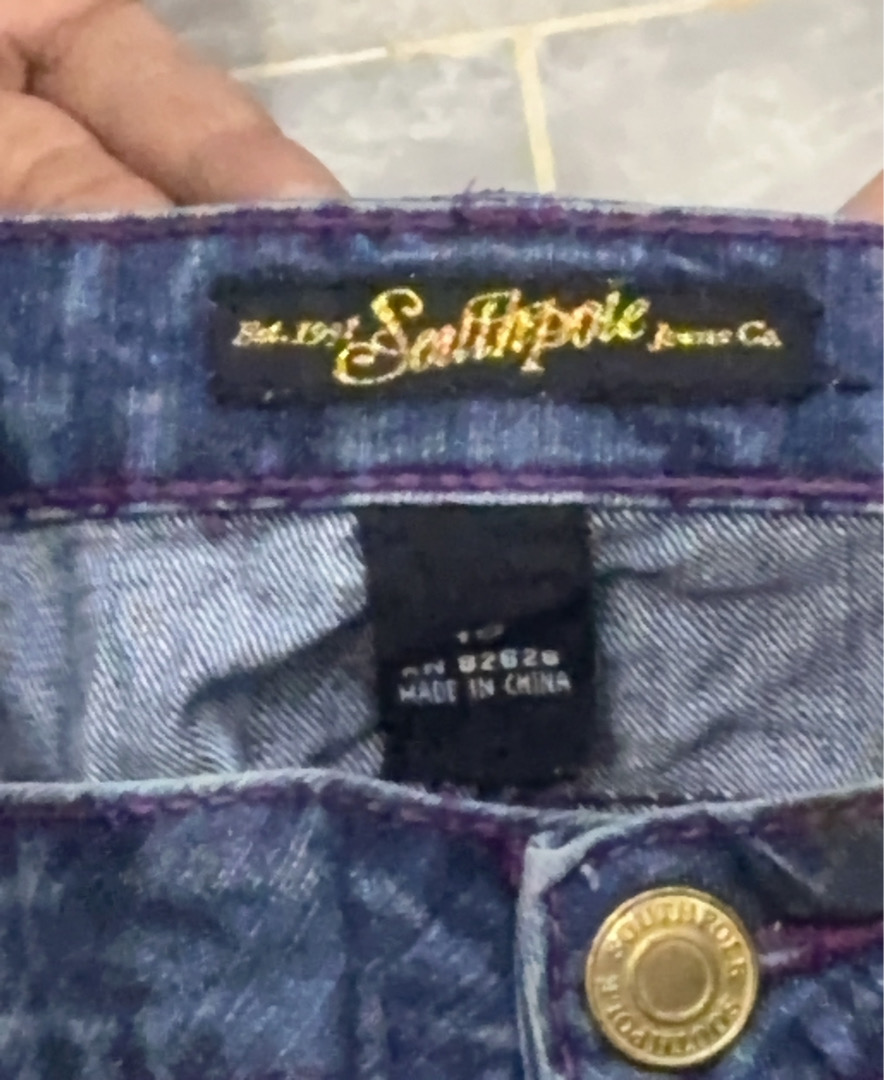 Est. 1991 Southpole Jeans Co.
RN 82628
MADE IN CHINA
SOUTHPOLE SOUTHPOLE